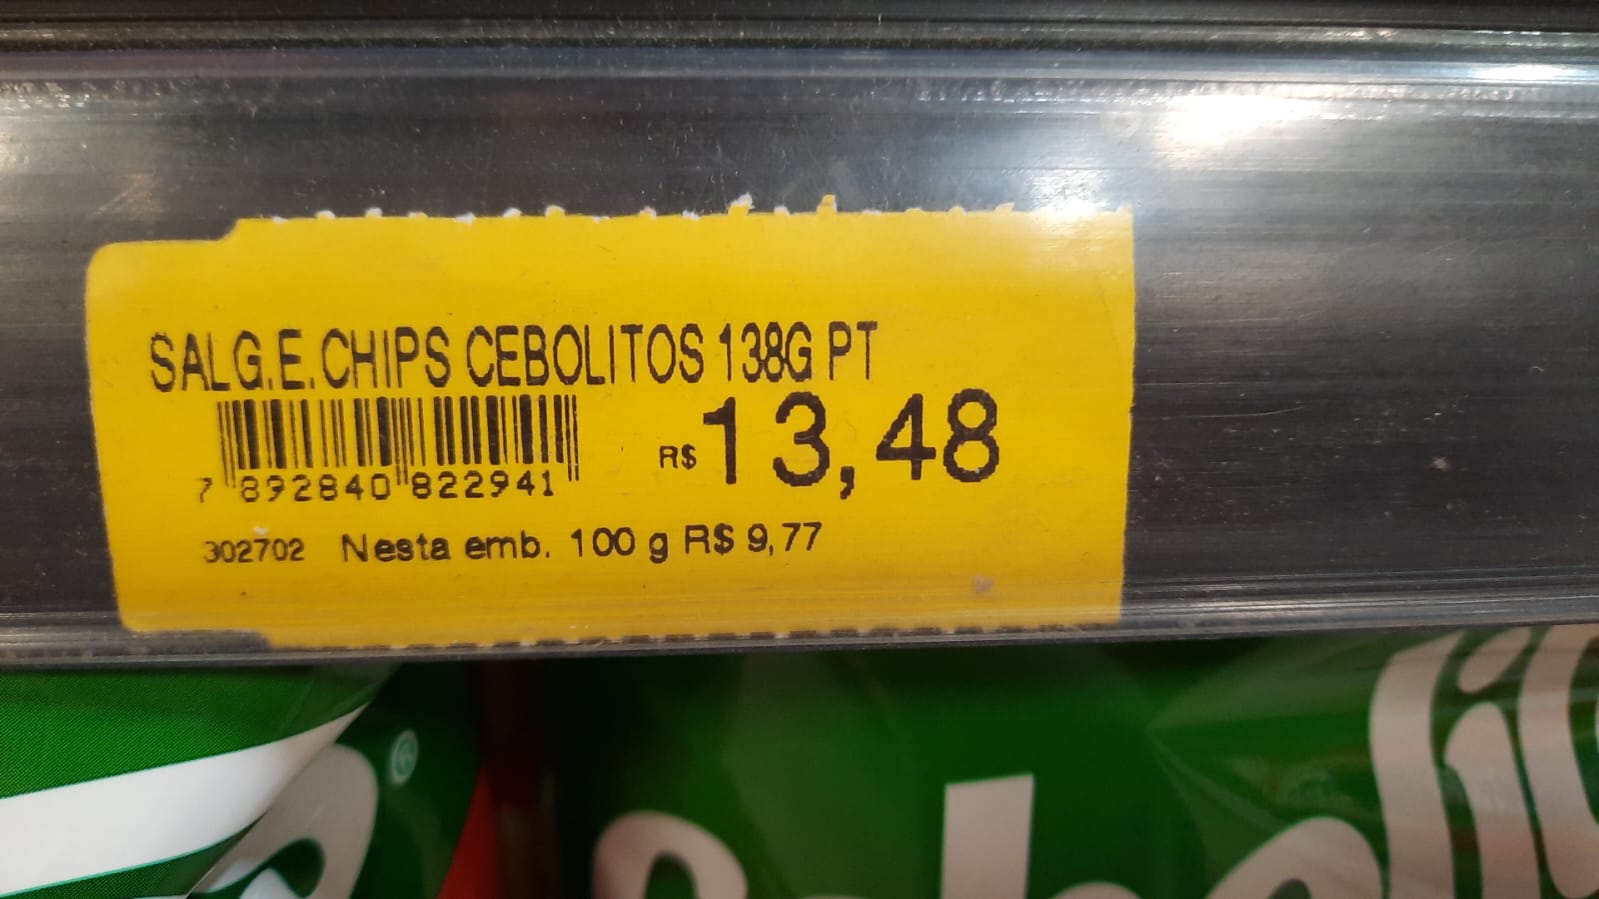 SALG.E.CHIPS CEBOLITOS 138G PT
R$ 13,48
7 892840 822941
302702 Nesta emb. 100 g R$ 9,77